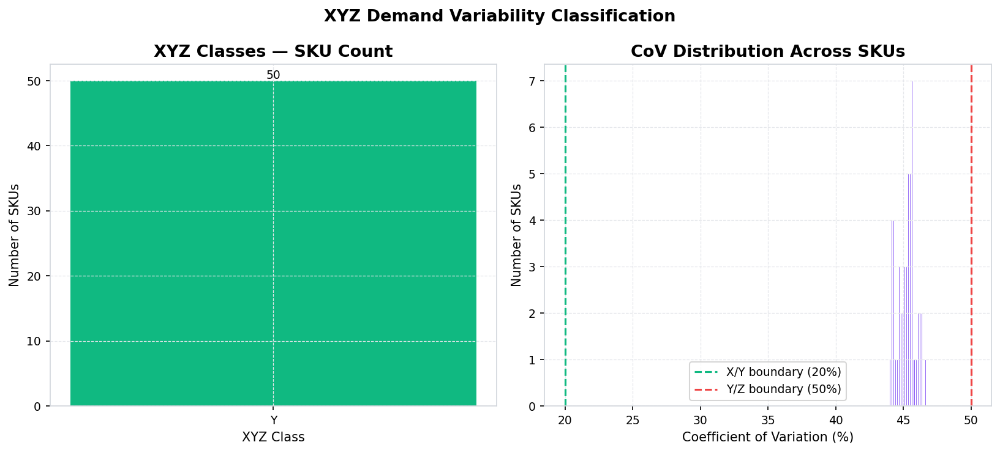 XYZ Demand Variability Classification
XYZ Classes — SKU Count
50
50
40
30
20
10
0
Number of SKUs
Y
XYZ Class
CoV Distribution Across SKUs
7
6
5
4
3
2
1
0
Number of SKUs
X/Y boundary (20%)
Y/Z boundary (50%)
20 25 30 35 40 45 50
Coefficient of Variation (%)